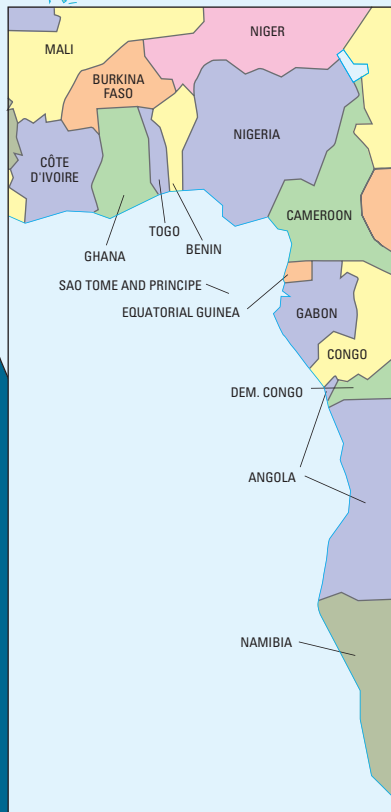 NIGER
MALI
BURKINA
FASO
NIGERIA
CÔTE
D'IVOIRE
CAMEROON
TOGO
BENIN
GHANA
SAO TOME AND PRINCIPE
EQUATORIAL GUINEA
GABON
CONGO
DEM. CONGO
ANGOLA
NAMIBIA